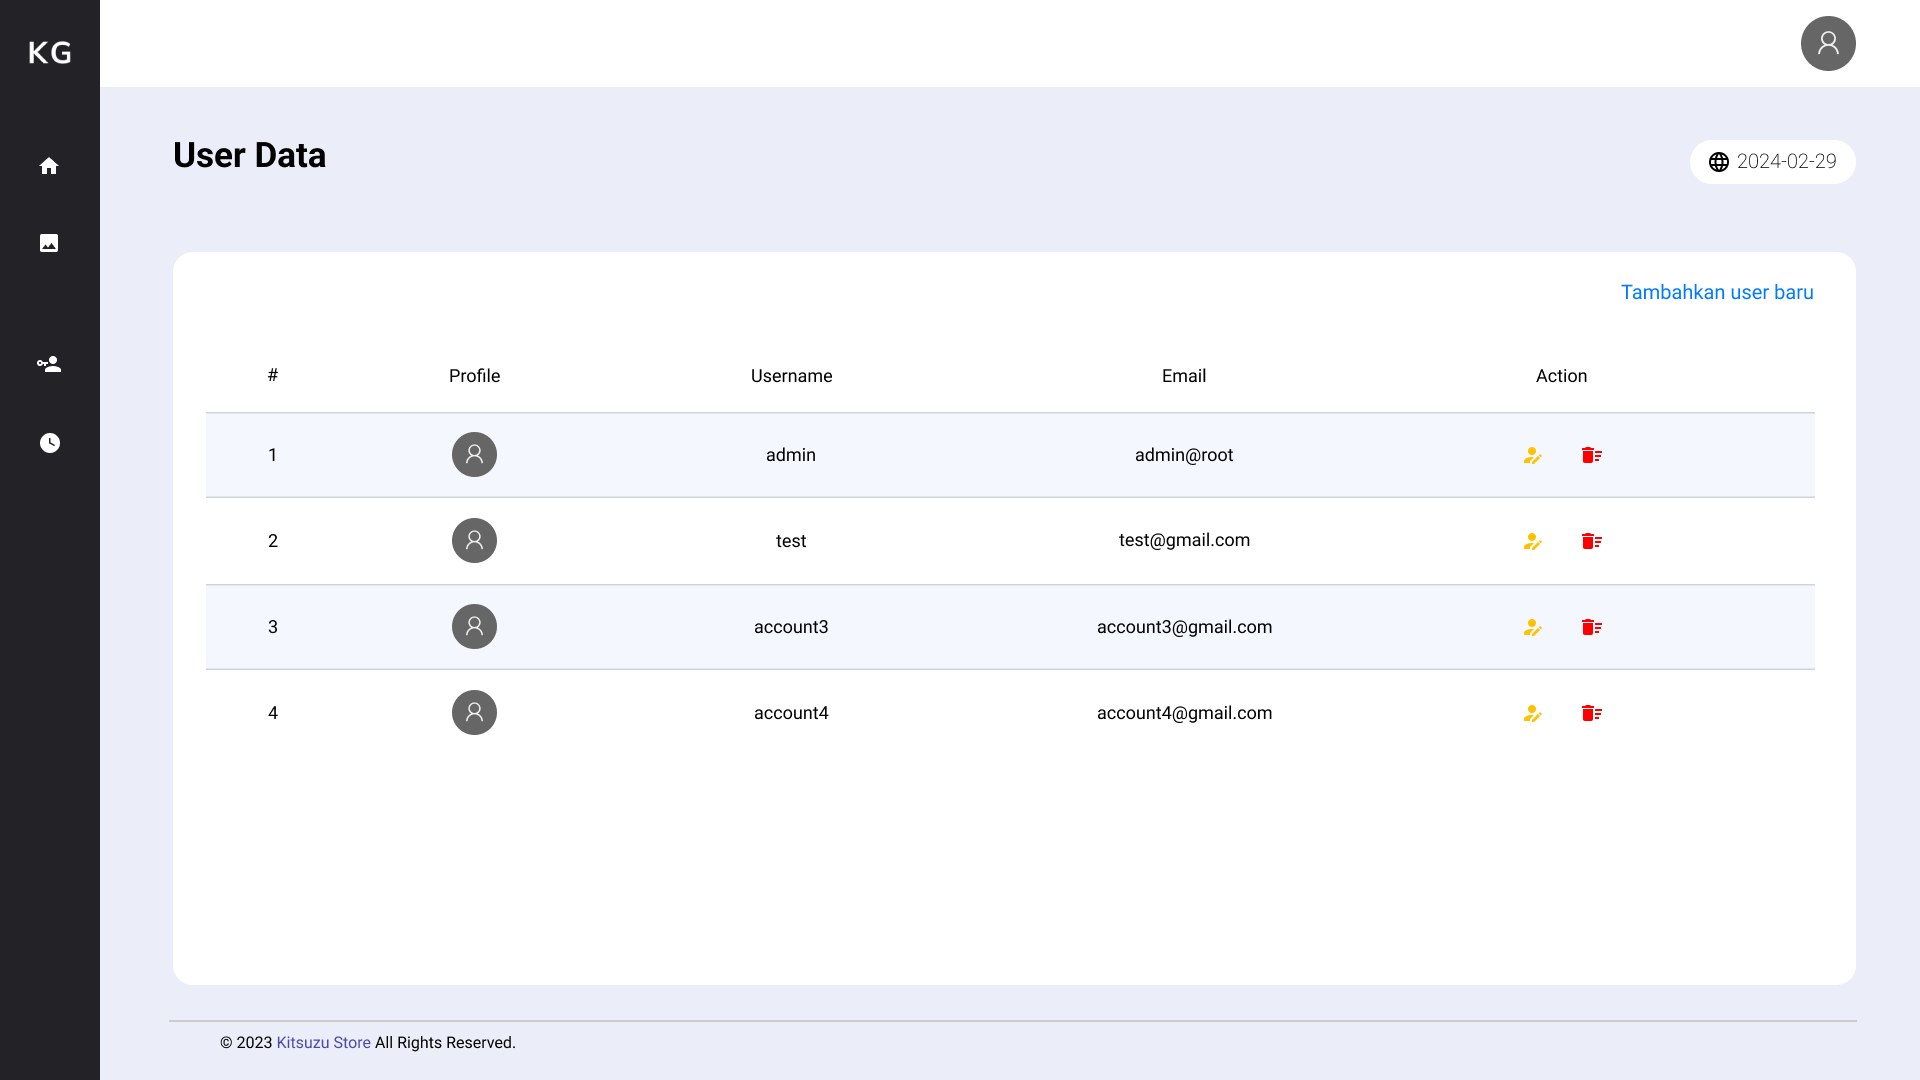 KG
User Data
2024-02-29
Tambahkan user baru
# Profile Username Email Action
1 admin admin@root
2 test test@gmail.com
3 account3 account3@gmail.com
4 account4 account4@gmail.com
© 2023 Kitsuzu Store All Rights Reserved.